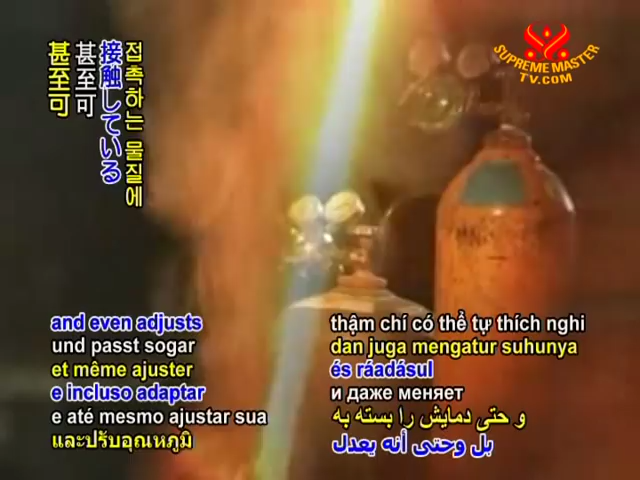 접촉하는 물질에
接触している
甚至可
甚至可
SUPREME MASTER
TV.COM
and even adjusts
und passt sogar
et même ajuster
e incluso adaptar
e até mesmo ajustar sua
และปรับอุณหภูมิ
thậm chí có thể tự thích nghi
dan juga mengatur suhunya
és ráadásul
и даже меняет
و حتی دمایش را بسته به
بل وحتى أنه يعدل